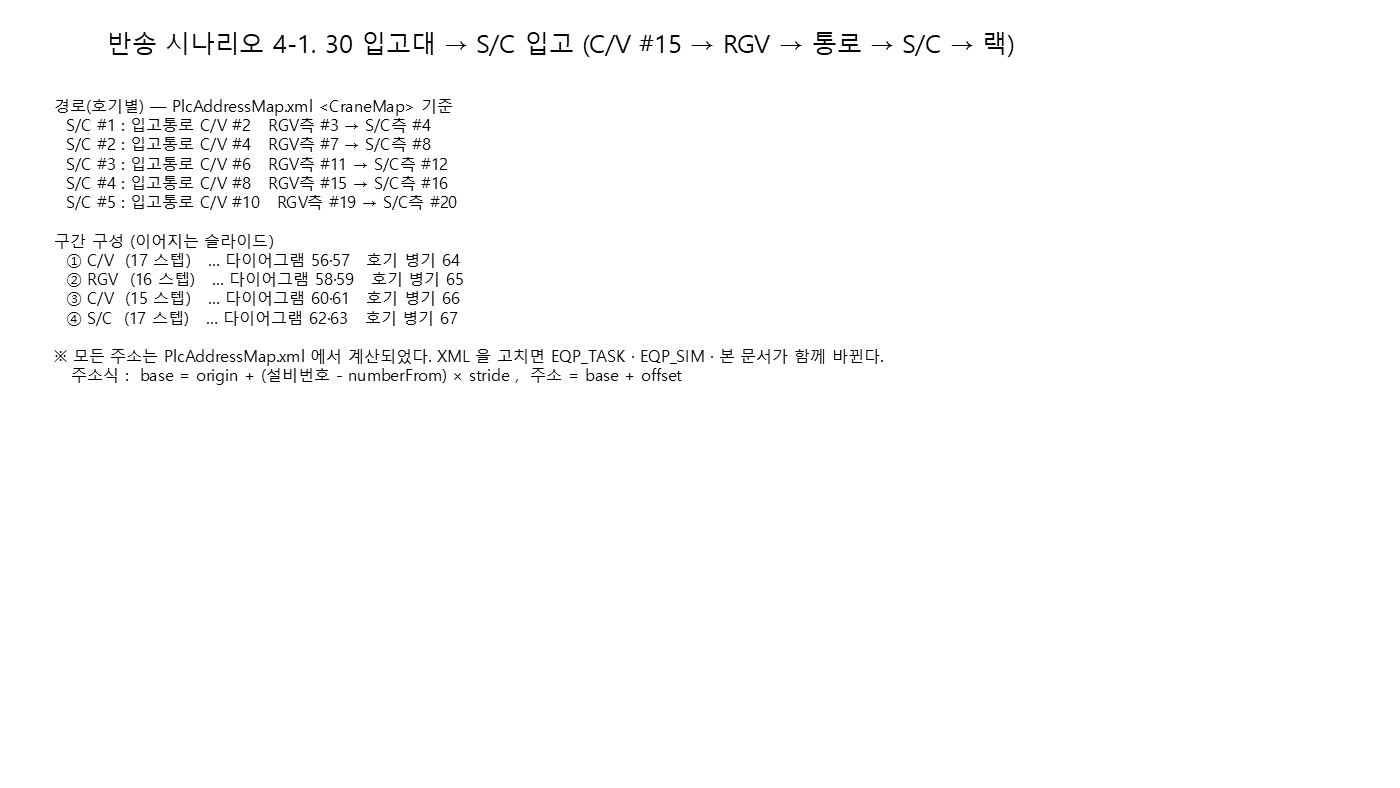 반송 시나리오 4-1. 30 입고대 → S/C 입고 (C/V #15 → RGV → 통로 → S/C → 랙)
경로(호기별) — PlcAddressMap.xml <CraneMap> 기준
S/C #1 : 입고통로 C/V #2 RGV측 #3 → S/C측 #4
S/C #2 : 입고통로 C/V #4 RGV측 #7 → S/C측 #8
S/C #3 : 입고통로 C/V #6 RGV측 #11 → S/C측 #12
S/C #4 : 입고통로 C/V #8 RGV측 #15 → S/C측 #16
S/C #5 : 입고통로 C/V #10 RGV측 #19 → S/C측 #20
구간 구성 (이어지는 슬라이드)
① C/V (17 스텝) ... 다이어그램 56·57 호기 병기 64
② RGV (16 스텝) ... 다이어그램 58·59 호기 병기 65
③ C/V (15 스텝) ... 다이어그램 60·61 호기 병기 66
④ S/C (17 스텝) ... 다이어그램 62·63 호기 병기 67
※ 모든 주소는 PlcAddressMap.xml 에서 계산되었다. XML 을 고치면 EQP_TASK · EQP_SIM · 본 문서가 함께 바뀐다.
주소식 : base = origin + (설비번호 - numberFrom) × stride , 주소 = base + offset